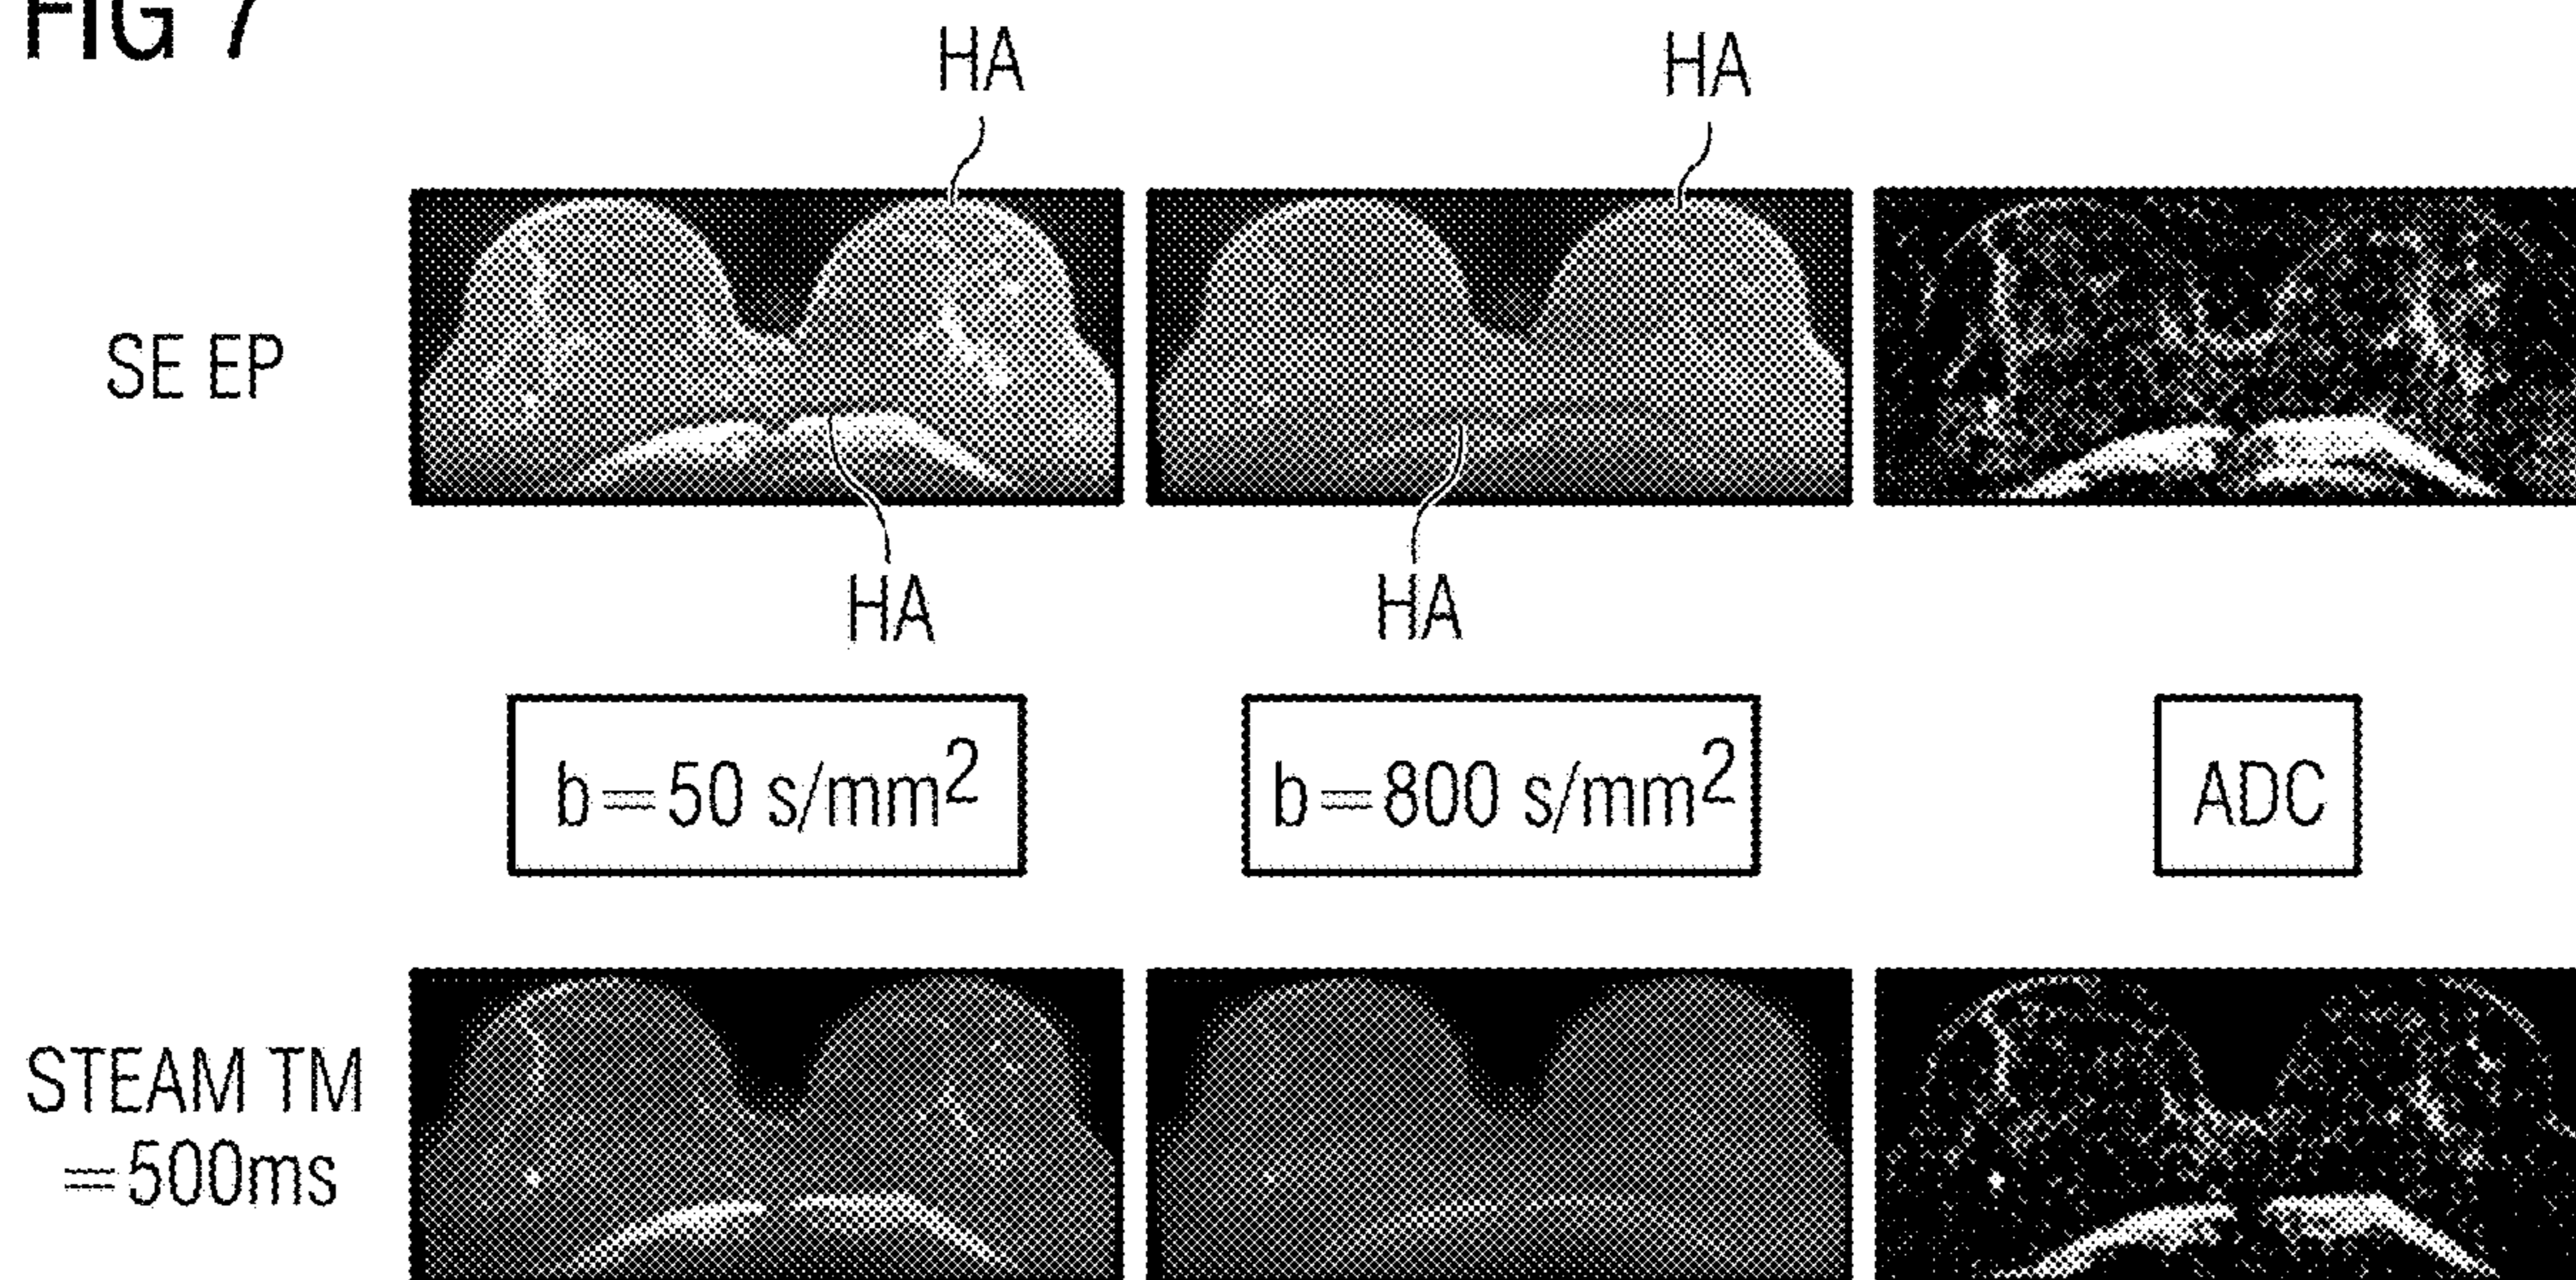 FIG 7
HA HA
SE EP
HA HA
b=50 s/mm²
b=800 s/mm²
ADC
STEAM TM
=500ms